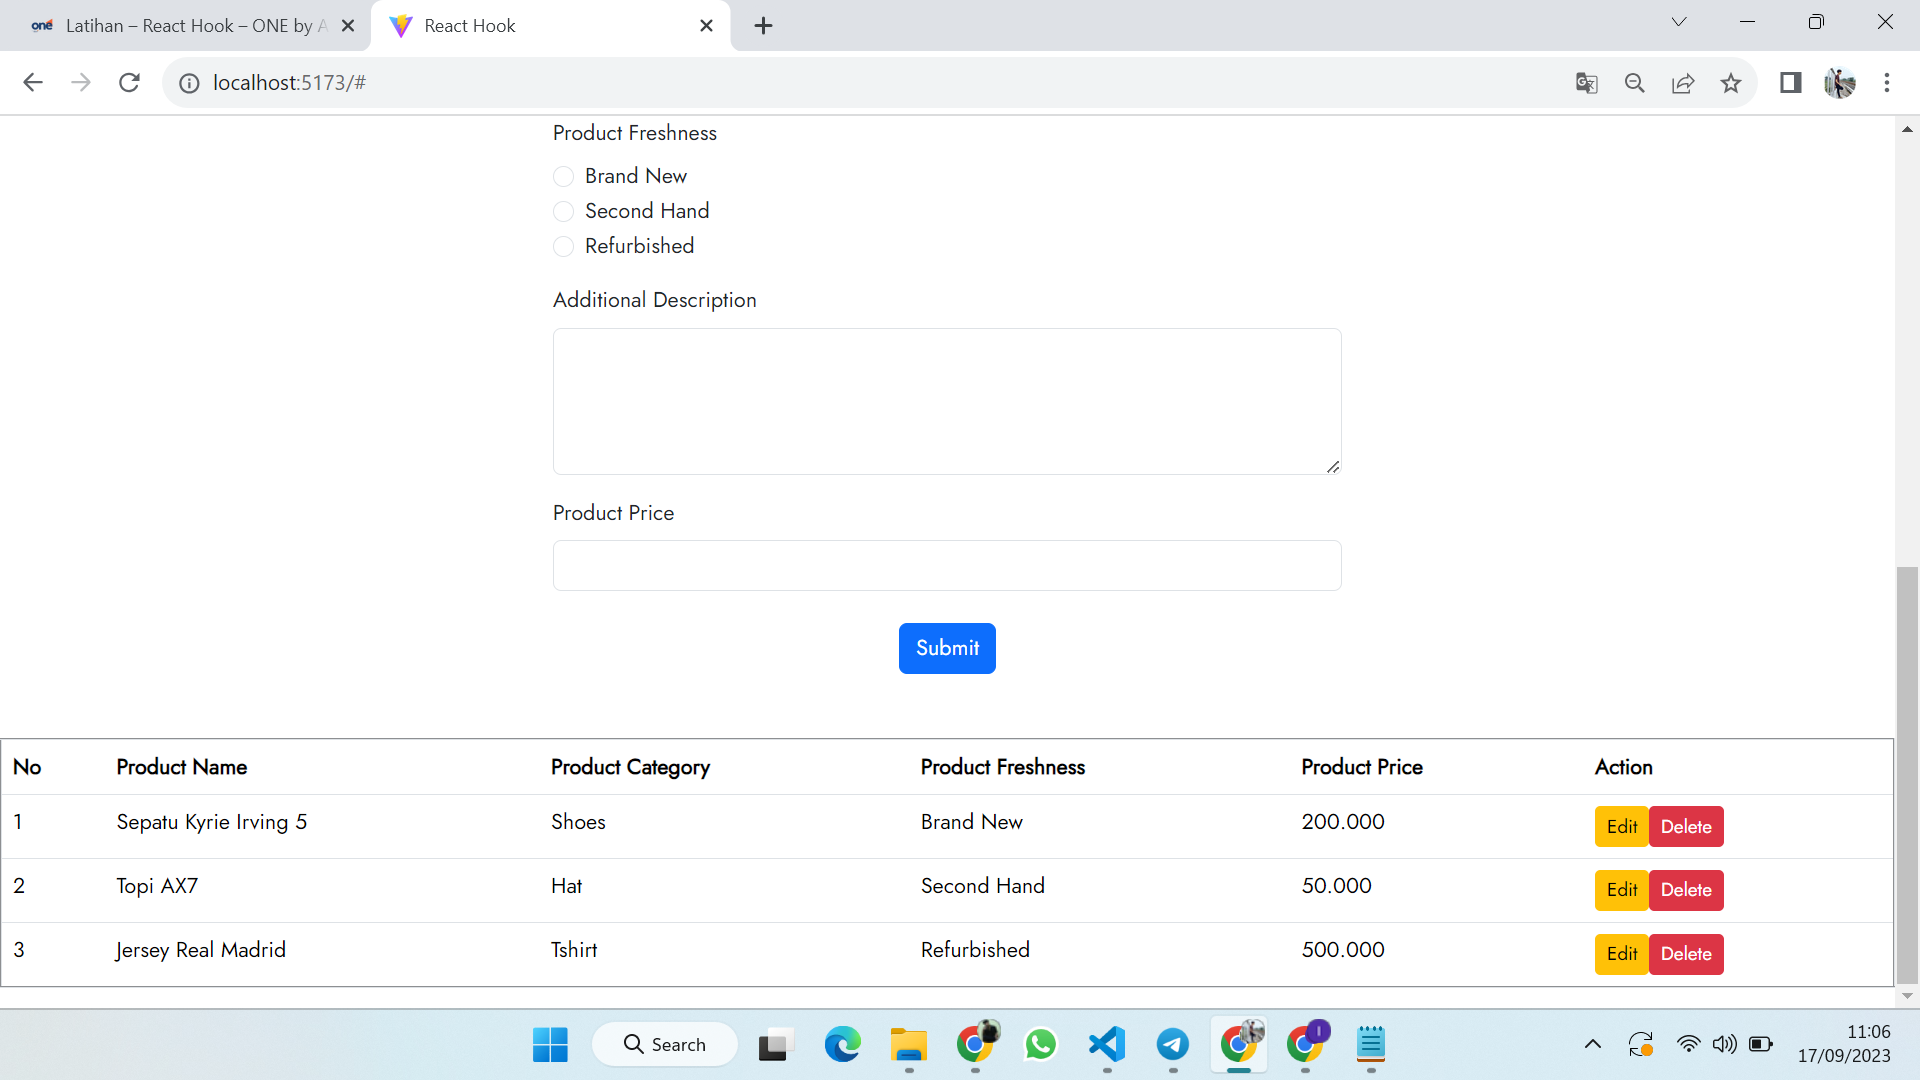 one Latihan – React Hook – ONE by A
React Hook
localhost:5173/#
Product Freshness
Brand New
Second Hand
Refurbished
Additional Description
Product Price
Submit
No Product Name Product Category Product Freshness Product Price Action
1 Sepatu Kyrie Irving 5 Shoes Brand New 200.000 Edit Delete
2 Topi AX7 Hat Second Hand 50.000 Edit Delete
3 Jersey Real Madrid Tshirt Refurbished 500.000 Edit Delete
Search
I
11:06
17/09/2023